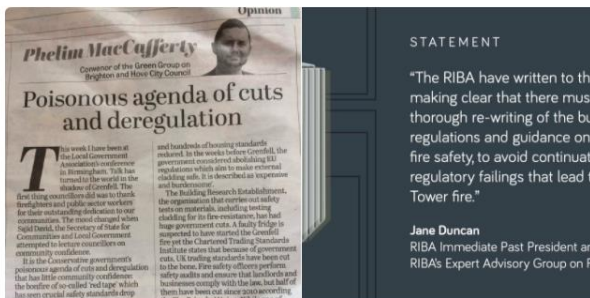 Opinion
Phelim MacCafferty
Convenor of the Green Group on
Brighton and Hove City Council
Poisonous agenda of cuts
and deregulation
This week I have been at
the Local Government
Association's conference
in Birmingham. Talk has
turned to the world in the
shadow of Grenfell. The
first thing councillors did was to thank
firefighters and public sector workers
for their outstanding dedication to our
communities. The mood changed when
Sajid David, the Secretary of State for
Communities and Local Government
attempted to lecture councillors on
community confidence.
It is the Conservative government's
poisonous agenda of cuts and deregulation
that has little community confidence
the bonfire of so-called 'red tape' which
has seen crucial safety standards drop
and hundreds of housing standards
reduced. In the weeks before Grenfell, the
government considered abolishing EU
regulations which aim to make external
cladding safe, it is described as 'expensive
and burdensome'.
The Building Research Establishment,
the organisation that carries out safety
tests on materials, including testing
cladding for its fire-resistance, has had
huge government cuts. A faulty fridge is
suspected to have started the Grenfell
fire yet the Chartered Trading Standards
Institute states that because of government
cuts, UK trading standards have been cut
to the bone. Fire safety officers perform
safety audits and ensure that landlords and
businesses comply with the law, but half of
them have been cut since 2010 according
STATEMENT
"The RIBA have written to th
making clear that there mus
thorough re-writing of the bu
regulations and guidance on
fire safety, to avoid continuat
regulatory failings that lead t
Tower fire."
Jane Duncan
RIBA Immediate Past President an
RIBA's Expert Advisory Group on F